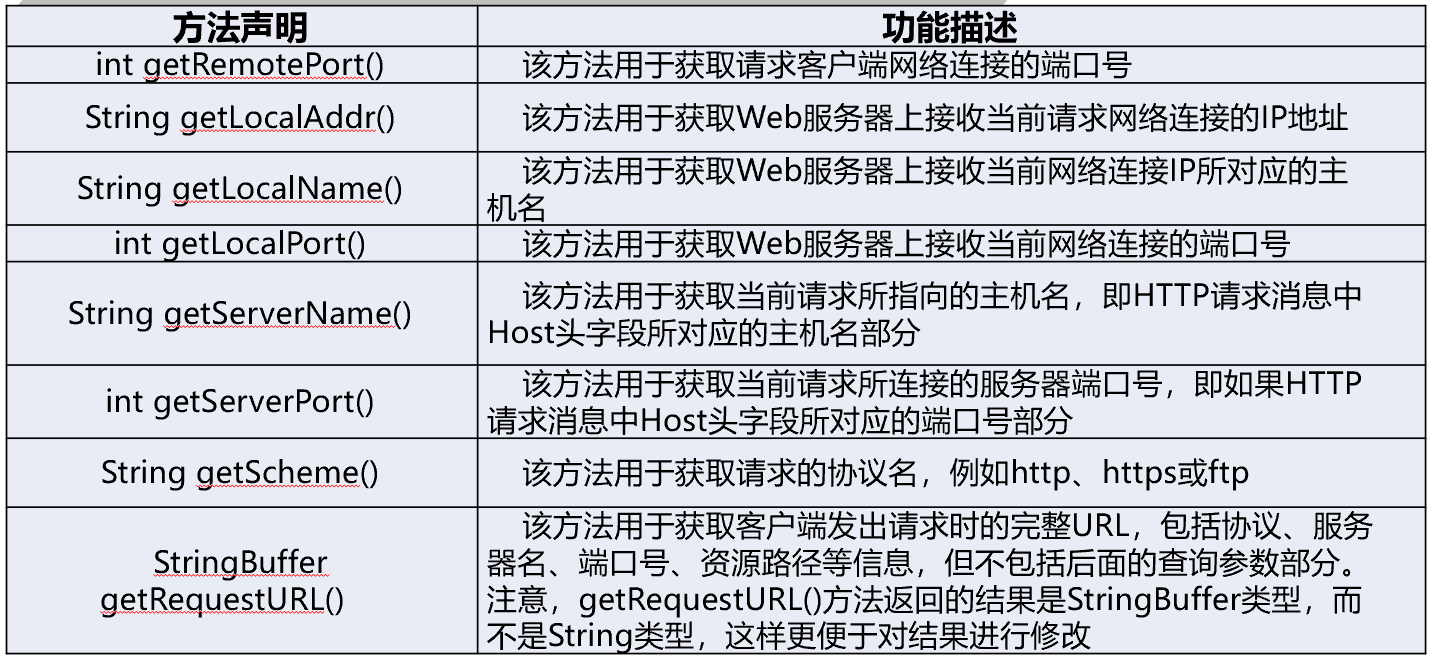 方法声明
功能描述
int getRemotePort()
该方法用于获取请求客户端网络连接的端口号
String getLocalAddr()
该方法用于获取Web服务器上接收当前请求网络连接的IP地址
String getLocalName()
该方法用于获取Web服务器上接收当前网络连接IP所对应的主
机名
int getLocalPort()
该方法用于获取Web服务器上接收当前网络连接的端口号
String getServerName()
该方法用于获取当前请求所指向的主机名，即HTTP请求消息中
Host头字段所对应的主机名部分
int getServerPort()
该方法用于获取当前请求所连接的服务器端口号，即如果HTTP
请求消息中Host头字段所对应的端口号部分
String getScheme()
该方法用于获取请求的协议名，例如http、https或ftp
StringBuffer
getRequestURL()
该方法用于获取客户端发出请求时的完整URL，包括协议、服务
器名、端口号、资源路径等信息，但不包括后面的查询参数部分。
注意，getRequestURL()方法返回的结果是StringBuffer类型，而
不是String类型，这样更便于对结果进行修改